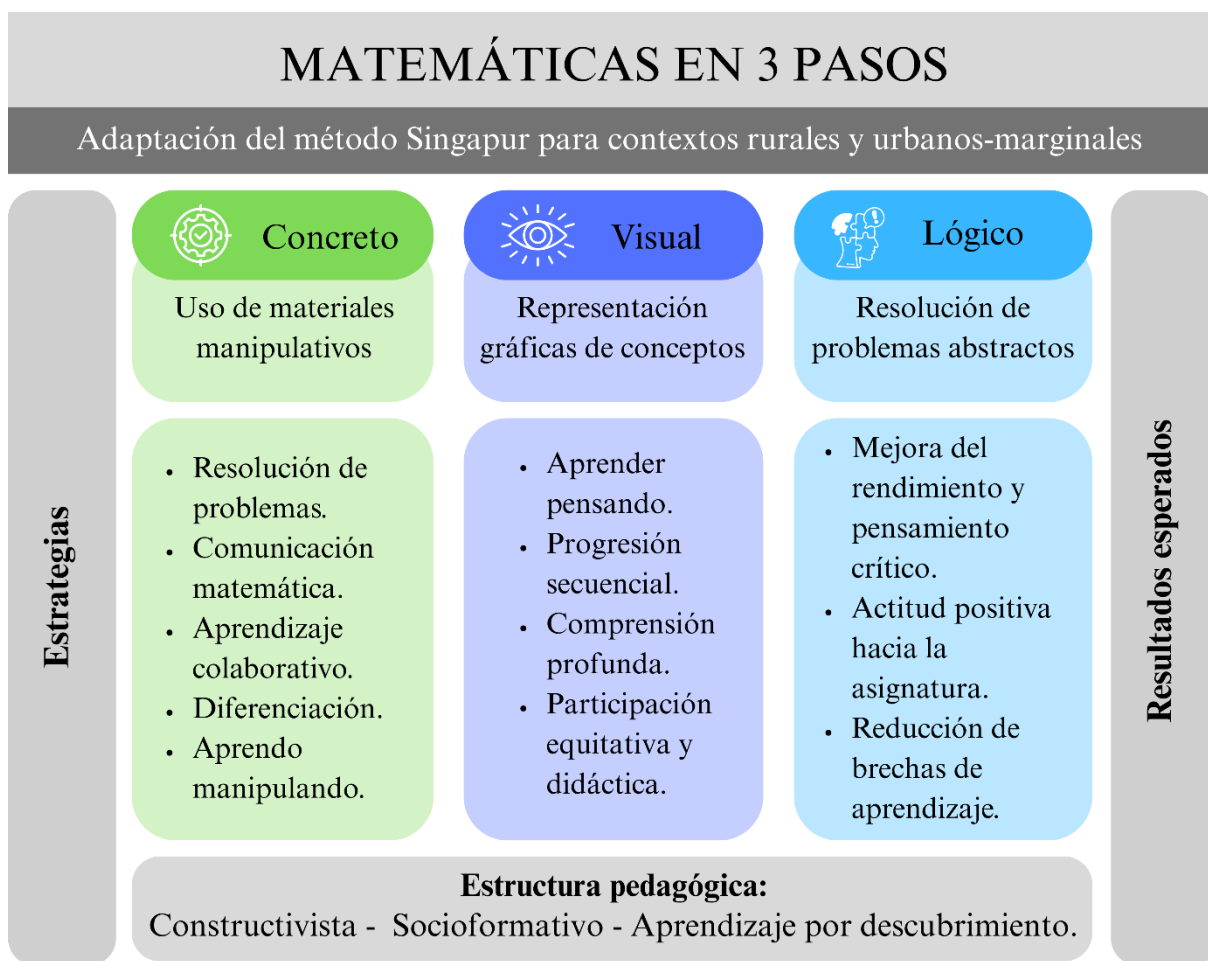 MATEMÁTICAS EN 3 PASOS
Adaptación del método Singapur para contextos rurales y urbanos-marginales
Estrategias
Concreto
Uso de materiales
manipulativos
• Resolución de
problemas.
• Comunicación
matemática.
• Aprendizaje
colaborativo.
• Diferenciación.
• Aprendo
manipulando.
Visual
Representación
gráficas de conceptos
• Aprender
pensando.
• Progresión
secuencial.
• Comprensión
profunda.
• Participación
equitativa y
didáctica.
Lógico
Resolución de
problemas abstractos
• Mejora del
rendimiento y
pensamiento
crítico.
• Actitud positiva
hacia la
asignatura.
• Reducción de
brechas de
aprendizaje.
Resultados esperados
Estructura pedagógica:
Constructivista - Socioformativo - Aprendizaje por descubrimiento.